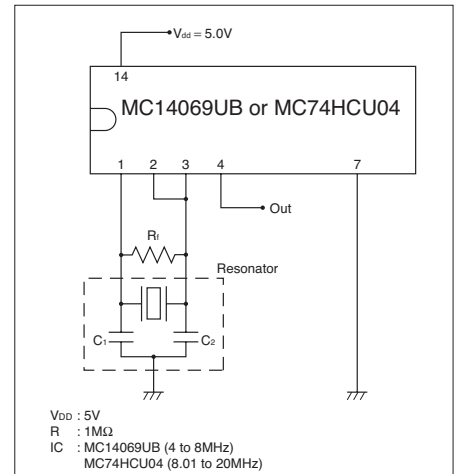 Vdd = 5.0V
14
MC14069UB or MC74HCU04
1 2 3 4 7
Out
Rf
Resonator
C1 C2
VDD : 5V
R : 1MΩ
IC : MC14069UB (4 to 8MHz)
MC74HCU04 (8.01 to 20MHz)